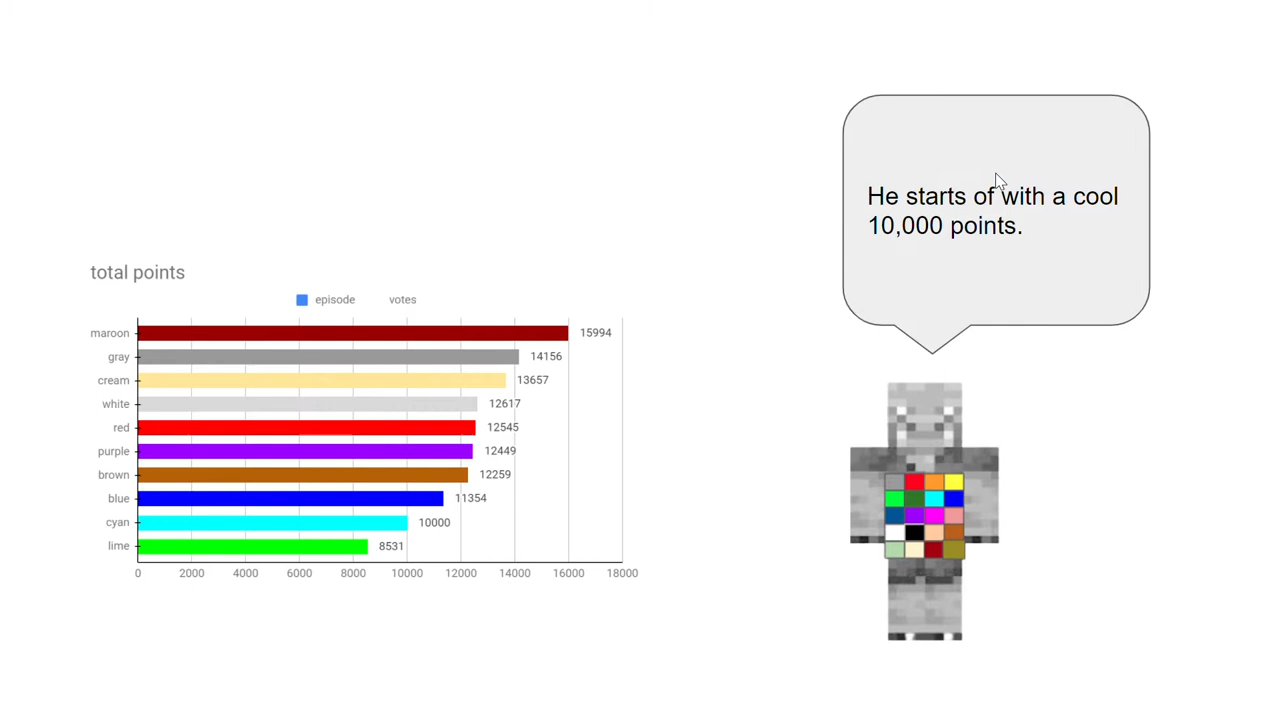 He starts of with a cool
10,000 points.
total points
episode votes
maroon 15994
gray 14156
cream 13657
white 12617
red 12545
purple 12449
brown 12259
blue 11354
cyan 10000
lime 8531
0 2000 4000 6000 8000 10000 12000 14000 16000 18000